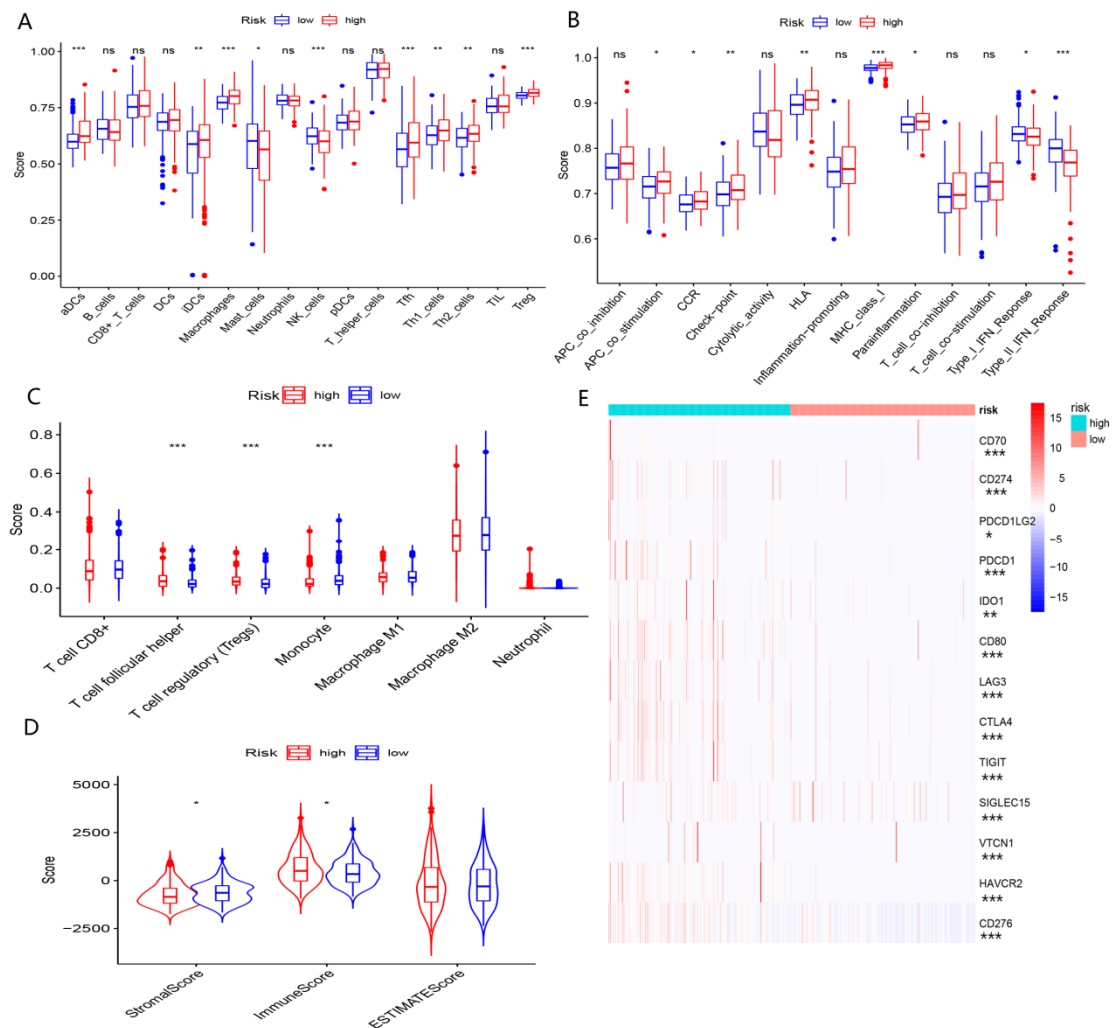 A
Risk low high
*** ns ns ns ** *** * ns *** ns ns *** ** ** ns ***
1.00
0.75
0.50
0.25
0.00
Score
aDCs
B_cells
CD8+_T_cells
DCs
iDCs
Macrophages
Mast_cells
Neutrophils
NK_cells
pDCs
T_helper_cells
Tfh
Th1_cells
Th2_cells
TIL
Treg
B
Risk low high
ns * * ** ns ** ns *** * ns ns * ***
1.0
0.9
0.8
0.7
0.6
Score
APC_co_inhibition
APC_co_stimulation
CCR
Check-point
Cytolytic_activity
HLA
Inflammation-promoting
MHC_class_I
Parainflammation
T_cell_co-inhibition
T_cell_co-stimulation
Type_I_IFN_Reponse
Type_II_IFN_Reponse
C
Risk high low
*** *** ***
0.8
0.6
0.4
0.2
0.0
Score
T cell CD8+
T cell follicular helper
T cell regulatory (Tregs)
Monocyte
Macrophage M1
Macrophage M2
Neutrophil
D
Risk high low
* *
5000
2500
0
−2500
Score
StromalScore
ImmuneScore
ESTIMATEScore
E
risk
CD70
***
CD274
***
PDCD1LG2
*
PDCD1
***
IDO1
**
CD80
***
LAG3
***
CTLA4
***
TIGIT
***
SIGLEC15
***
VTCN1
***
HAVCR2
***
CD276
***
15
10
5
0
−5
−10
−15
risk
high
low